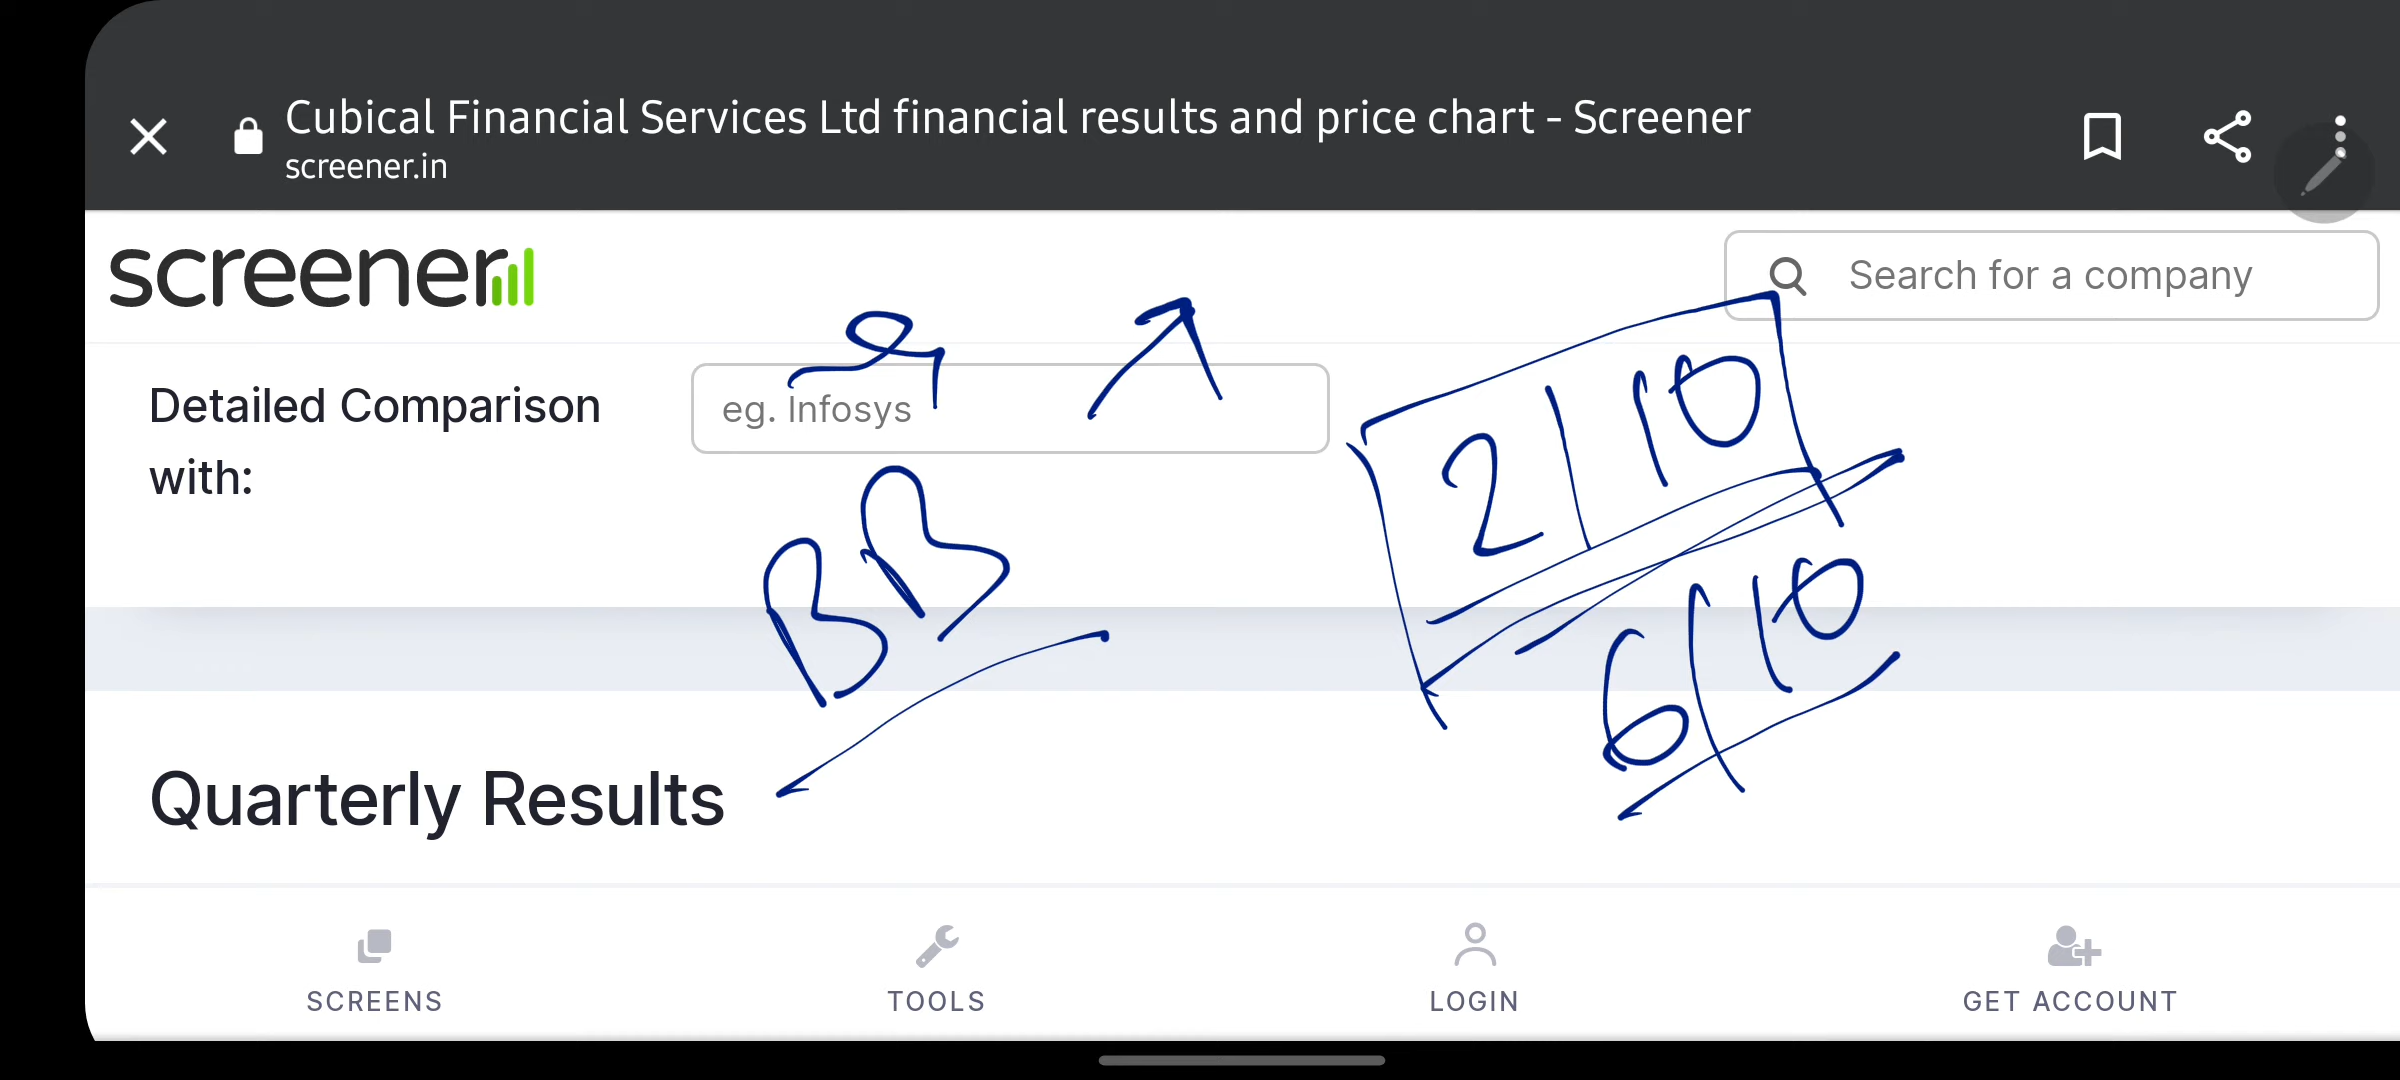 Cubical Financial Services Ltd financial results and price chart - Screener
screener.in
screener
Search for a company
Detailed Comparison with:
eg. Infosys
2/10
BB
6/10
Quarterly Results
SCREENS
TOOLS
LOGIN
GET ACCOUNT